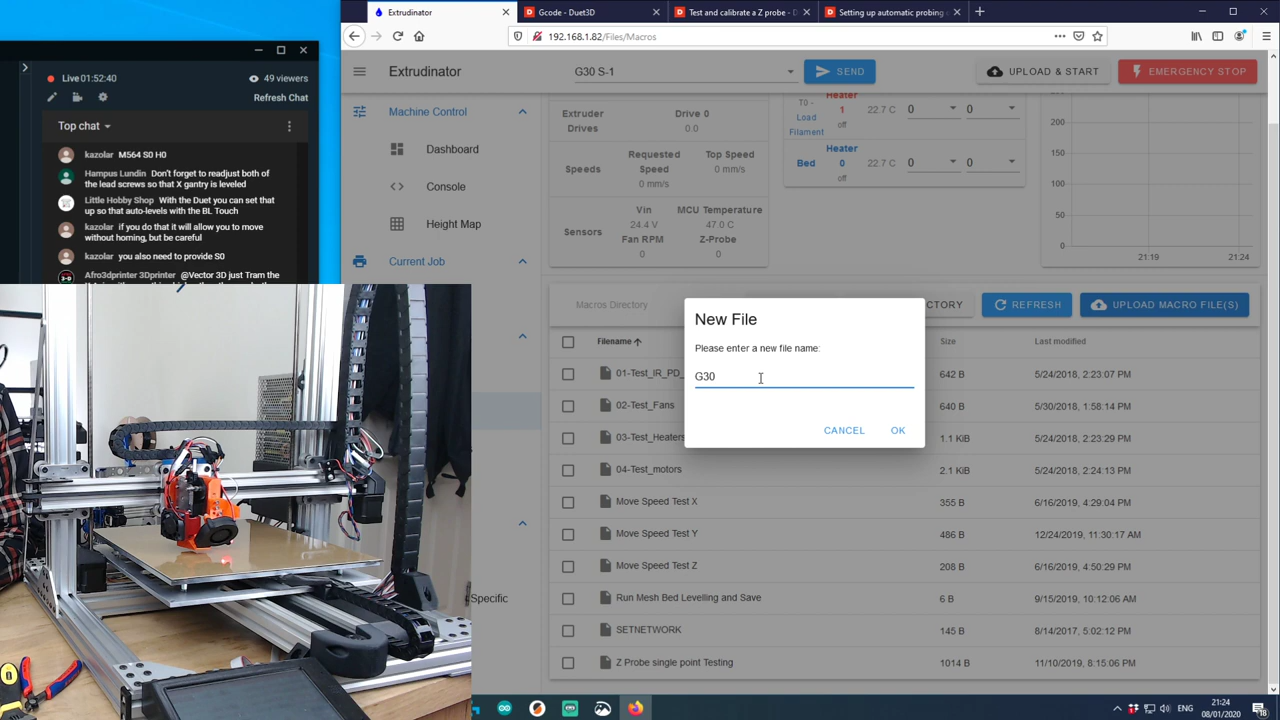 Extrudinator
Gcode - Duet3D
Test and calibrate a Z probe - D
Setting up automatic probing
192.168.1.82/Files/Macros
Live 01:52:40
49 viewers
Refresh Chat
Top chat
kazolar M564 S0 H0
Hampus Lundin Don't forget to readjust both of
the lead screws so that X gantry is leveled
Little Hobby Shop With the Duet you can set that
up so that auto-levels with the BL Touch
kazolar if you do that it will allow you to move
without homing, but be careful
kazolar you also need to provide S0
Afro3dprinter 3Dprinter @Vector 3D just Tram the
Extrudinator
G30 S-1
SEND
UPLOAD & START
EMERGENCY STOP
Machine Control
Dashboard
Console
Height Map
Current Job
Specific
Extruder
Drives
Drive 0
0.0
Speeds
Requested
Speed
0 mm/s
Top Speed
0 mm/s
Sensors
Vin
24.4 V
MCU Temperature
47.0 C
Fan RPM
0
Z-Probe
0
T0 -
Load
Filament
Heater
1
off
22.7 C
0
0
Bed
Heater
0
off
22.7 C
0
0
200
150
100
50
0
21:19
21:24
Macros Directory
CTORY
REFRESH
UPLOAD MACRO FILE(S)
Filename
Size
Last modified
01-Test_IR_PD_
642 B
5/24/2018, 2:23:07 PM
02-Test_Fans
640 B
5/30/2018, 1:58:14 PM
03-Test_Heaters
1.1 KiB
5/24/2018, 2:23:29 PM
04-Test_motors
2.1 KiB
5/24/2018, 2:24:13 PM
Move Speed Test X
355 B
6/16/2019, 4:29:04 PM
Move Speed Test Y
486 B
12/24/2019, 11:30:17 AM
Move Speed Test Z
208 B
6/16/2019, 4:50:29 PM
Run Mesh Bed Levelling and Save
6 B
9/15/2019, 10:12:06 AM
SETNETWORK
145 B
8/14/2017, 5:02:12 PM
Z Probe single point Testing
1014 B
11/10/2019, 8:15:06 PM
New File
Please enter a new file name:
G30
CANCEL
OK
ENG
21:24
08/01/2020
18